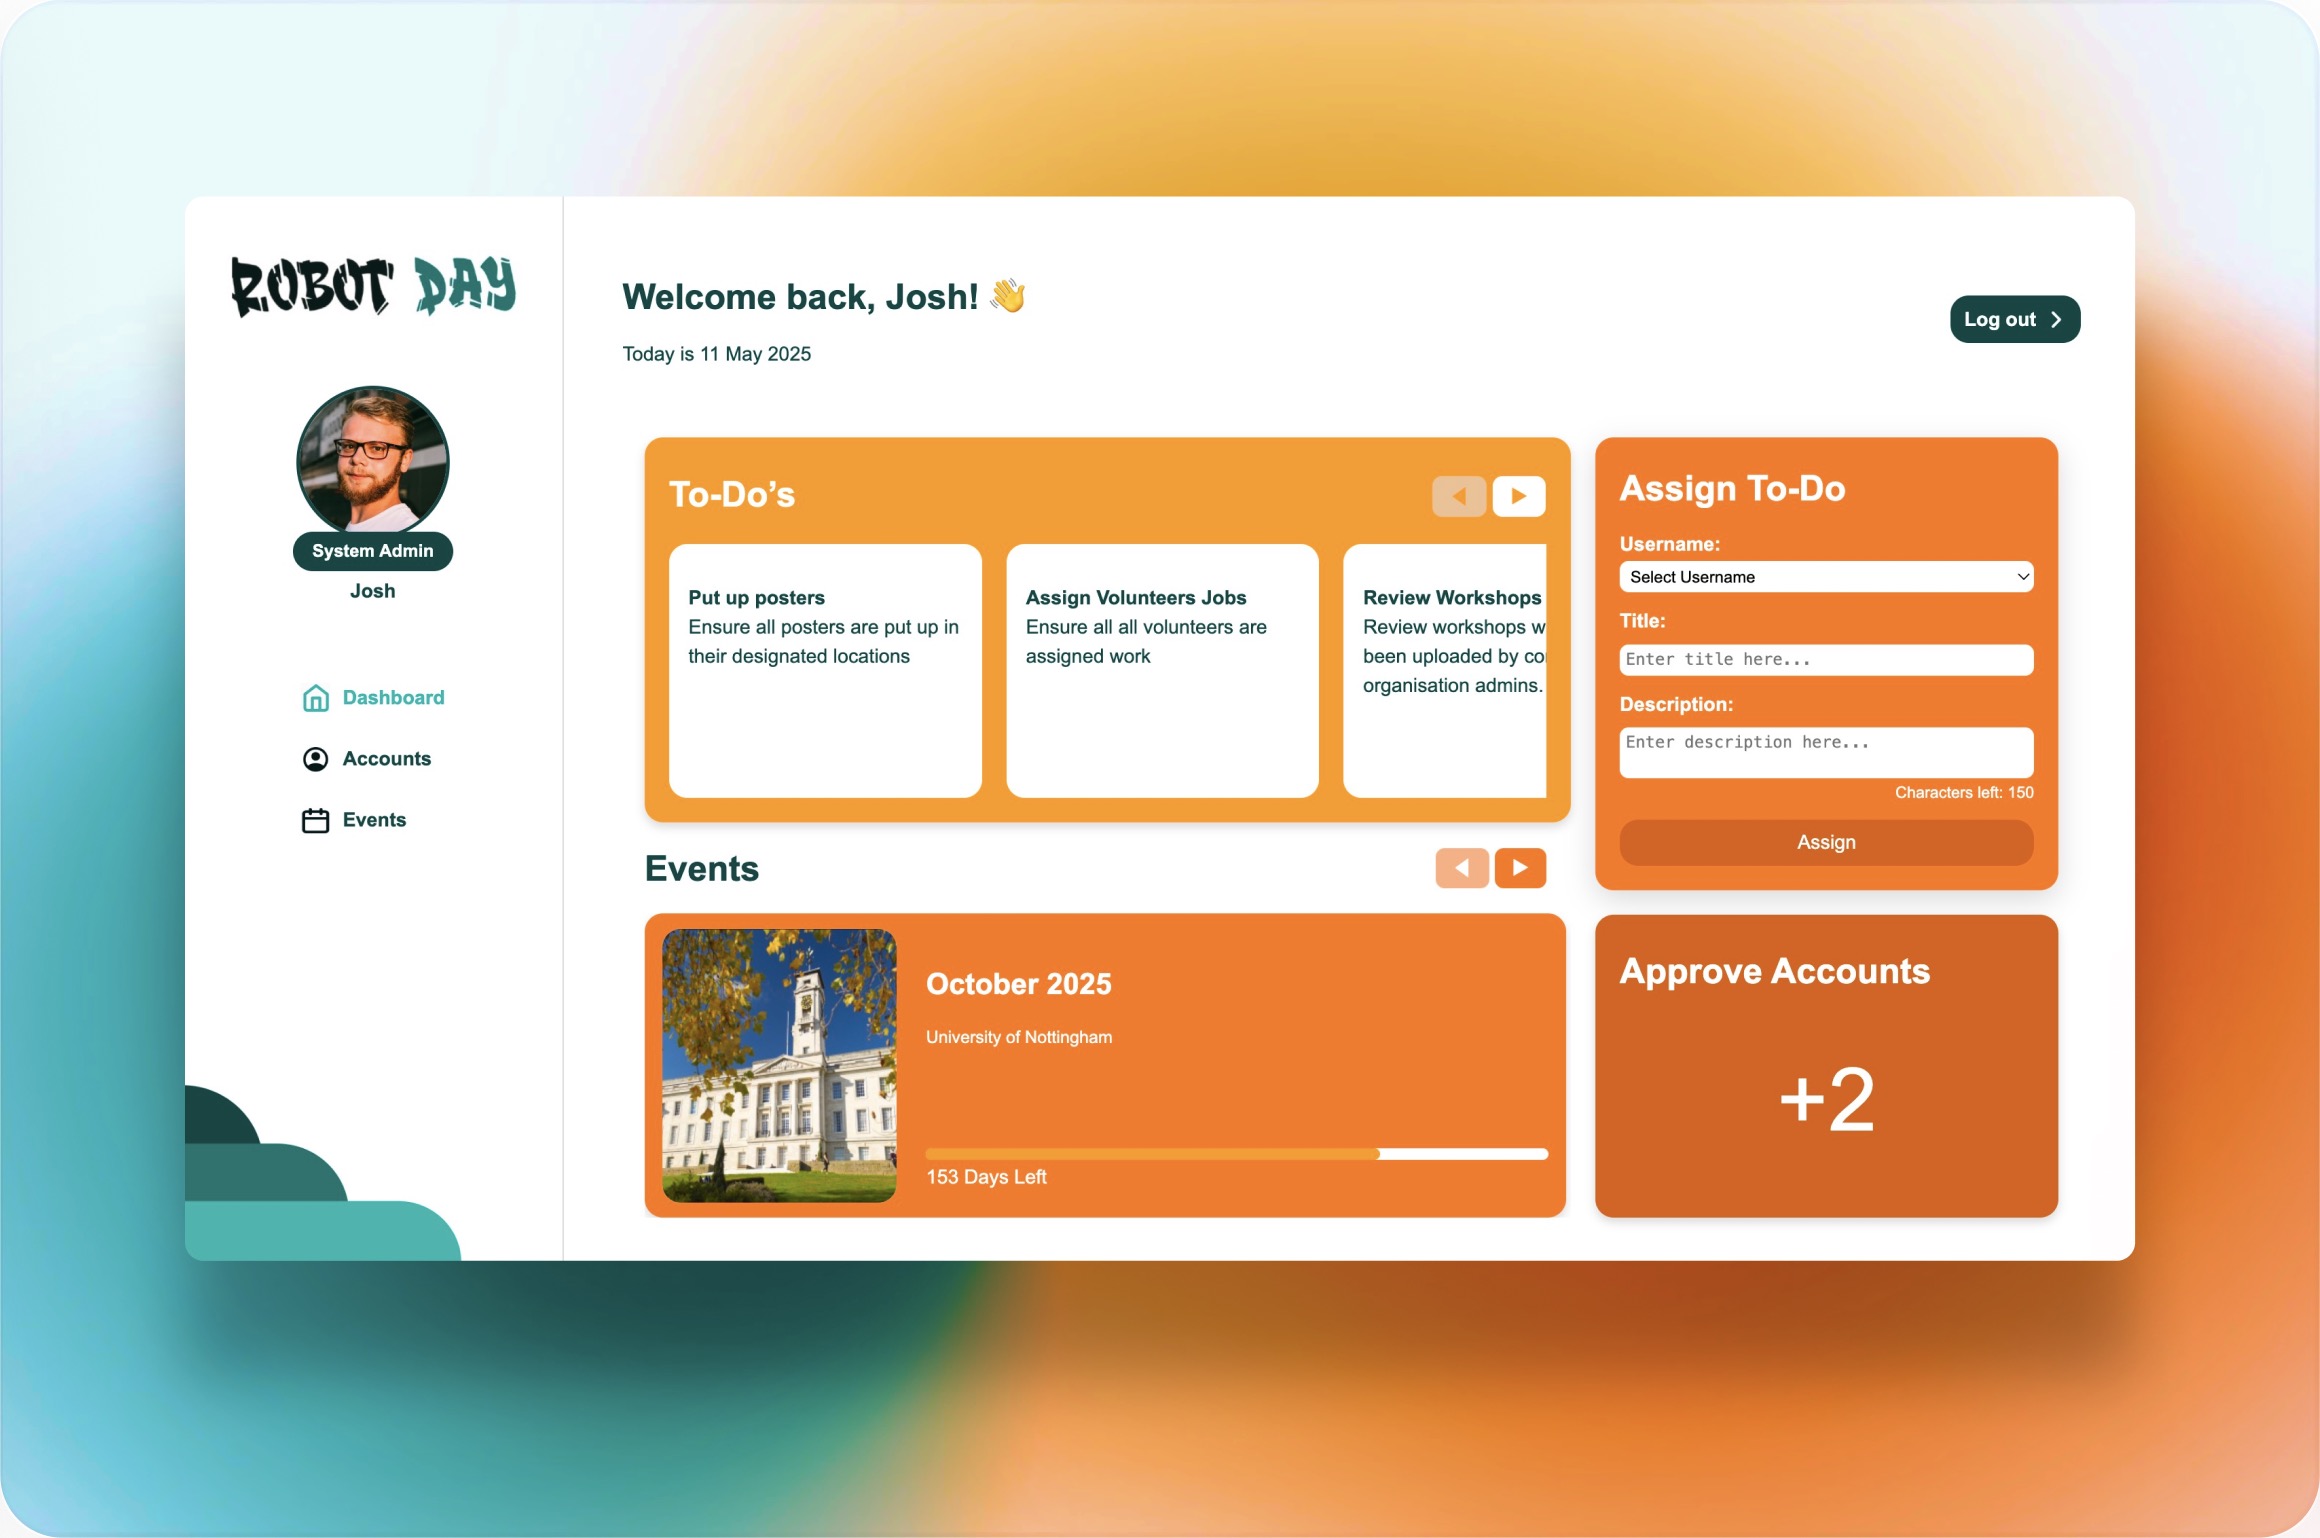 ROBOT DAY
System Admin
Josh
Dashboard
Accounts
Events
Welcome back, Josh! 👋
Today is 11 May 2025
Log out
To-Do’s
Put up posters
Ensure all posters are put up in
their designated locations
Assign Volunteers Jobs
Ensure all all volunteers are
assigned work
Review Workshops
Review workshops w
been uploaded by co
organisation admins.
Assign To-Do
Username:
Select Username
Title:
Enter title here...
Description:
Enter description here...
Characters left: 150
Assign
Events
October 2025
University of Nottingham
153 Days Left
Approve Accounts
+2